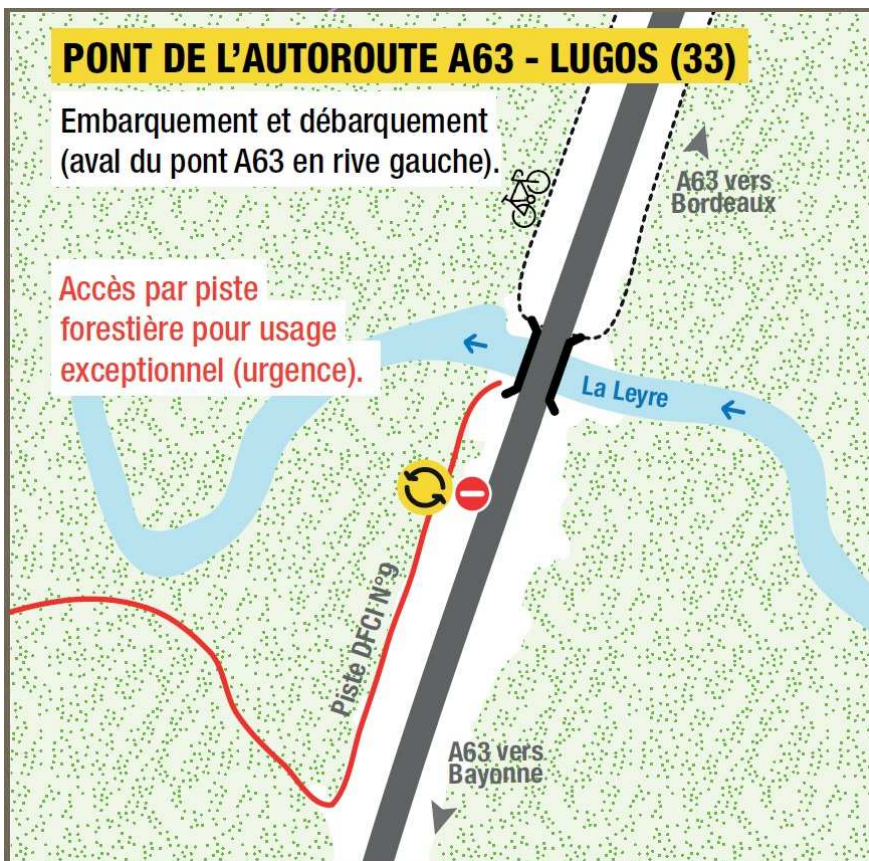 PONT DE L'AUTOROUTE A63 - LUGOS (33)
Embarquement et débarquement
(aval du pont A63 en rive gauche).
A63 vers
Bordeaux
Accès par piste
forestière pour usage
exceptionnel (urgence).
La Leyre
Piste DFCI N°9
A63 vers
Bayonne